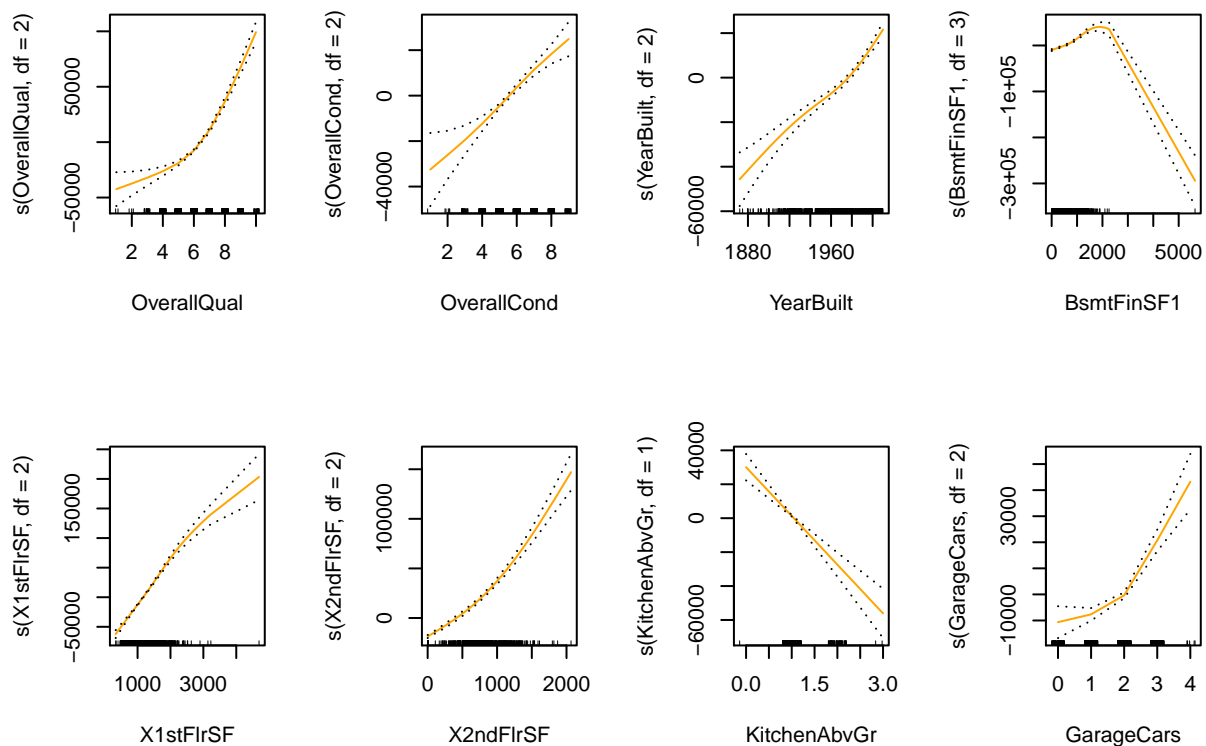 s(OverallQual, df = 2)
50000
−50000
2 4 6 8
OverallQual
s(OverallCond, df = 2)
0
−40000
2 4 6 8
OverallCond
s(YearBuilt, df = 2)
0
−60000
1880 1960
YearBuilt
s(BsmtFinSF1, df = 3)
−1e+05
−3e+05
0 2000 5000
BsmtFinSF1
s(X1stFlrSF, df = 2)
150000
−50000
1000 3000
X1stFlrSF
s(X2ndFlrSF, df = 2)
100000
0
0 1000 2000
X2ndFlrSF
s(KitchenAbvGr, df = 1)
40000
0
−60000
0.0 1.5 3.0
KitchenAbvGr
s(GarageCars, df = 2)
30000
−10000
0 1 2 3 4
GarageCars